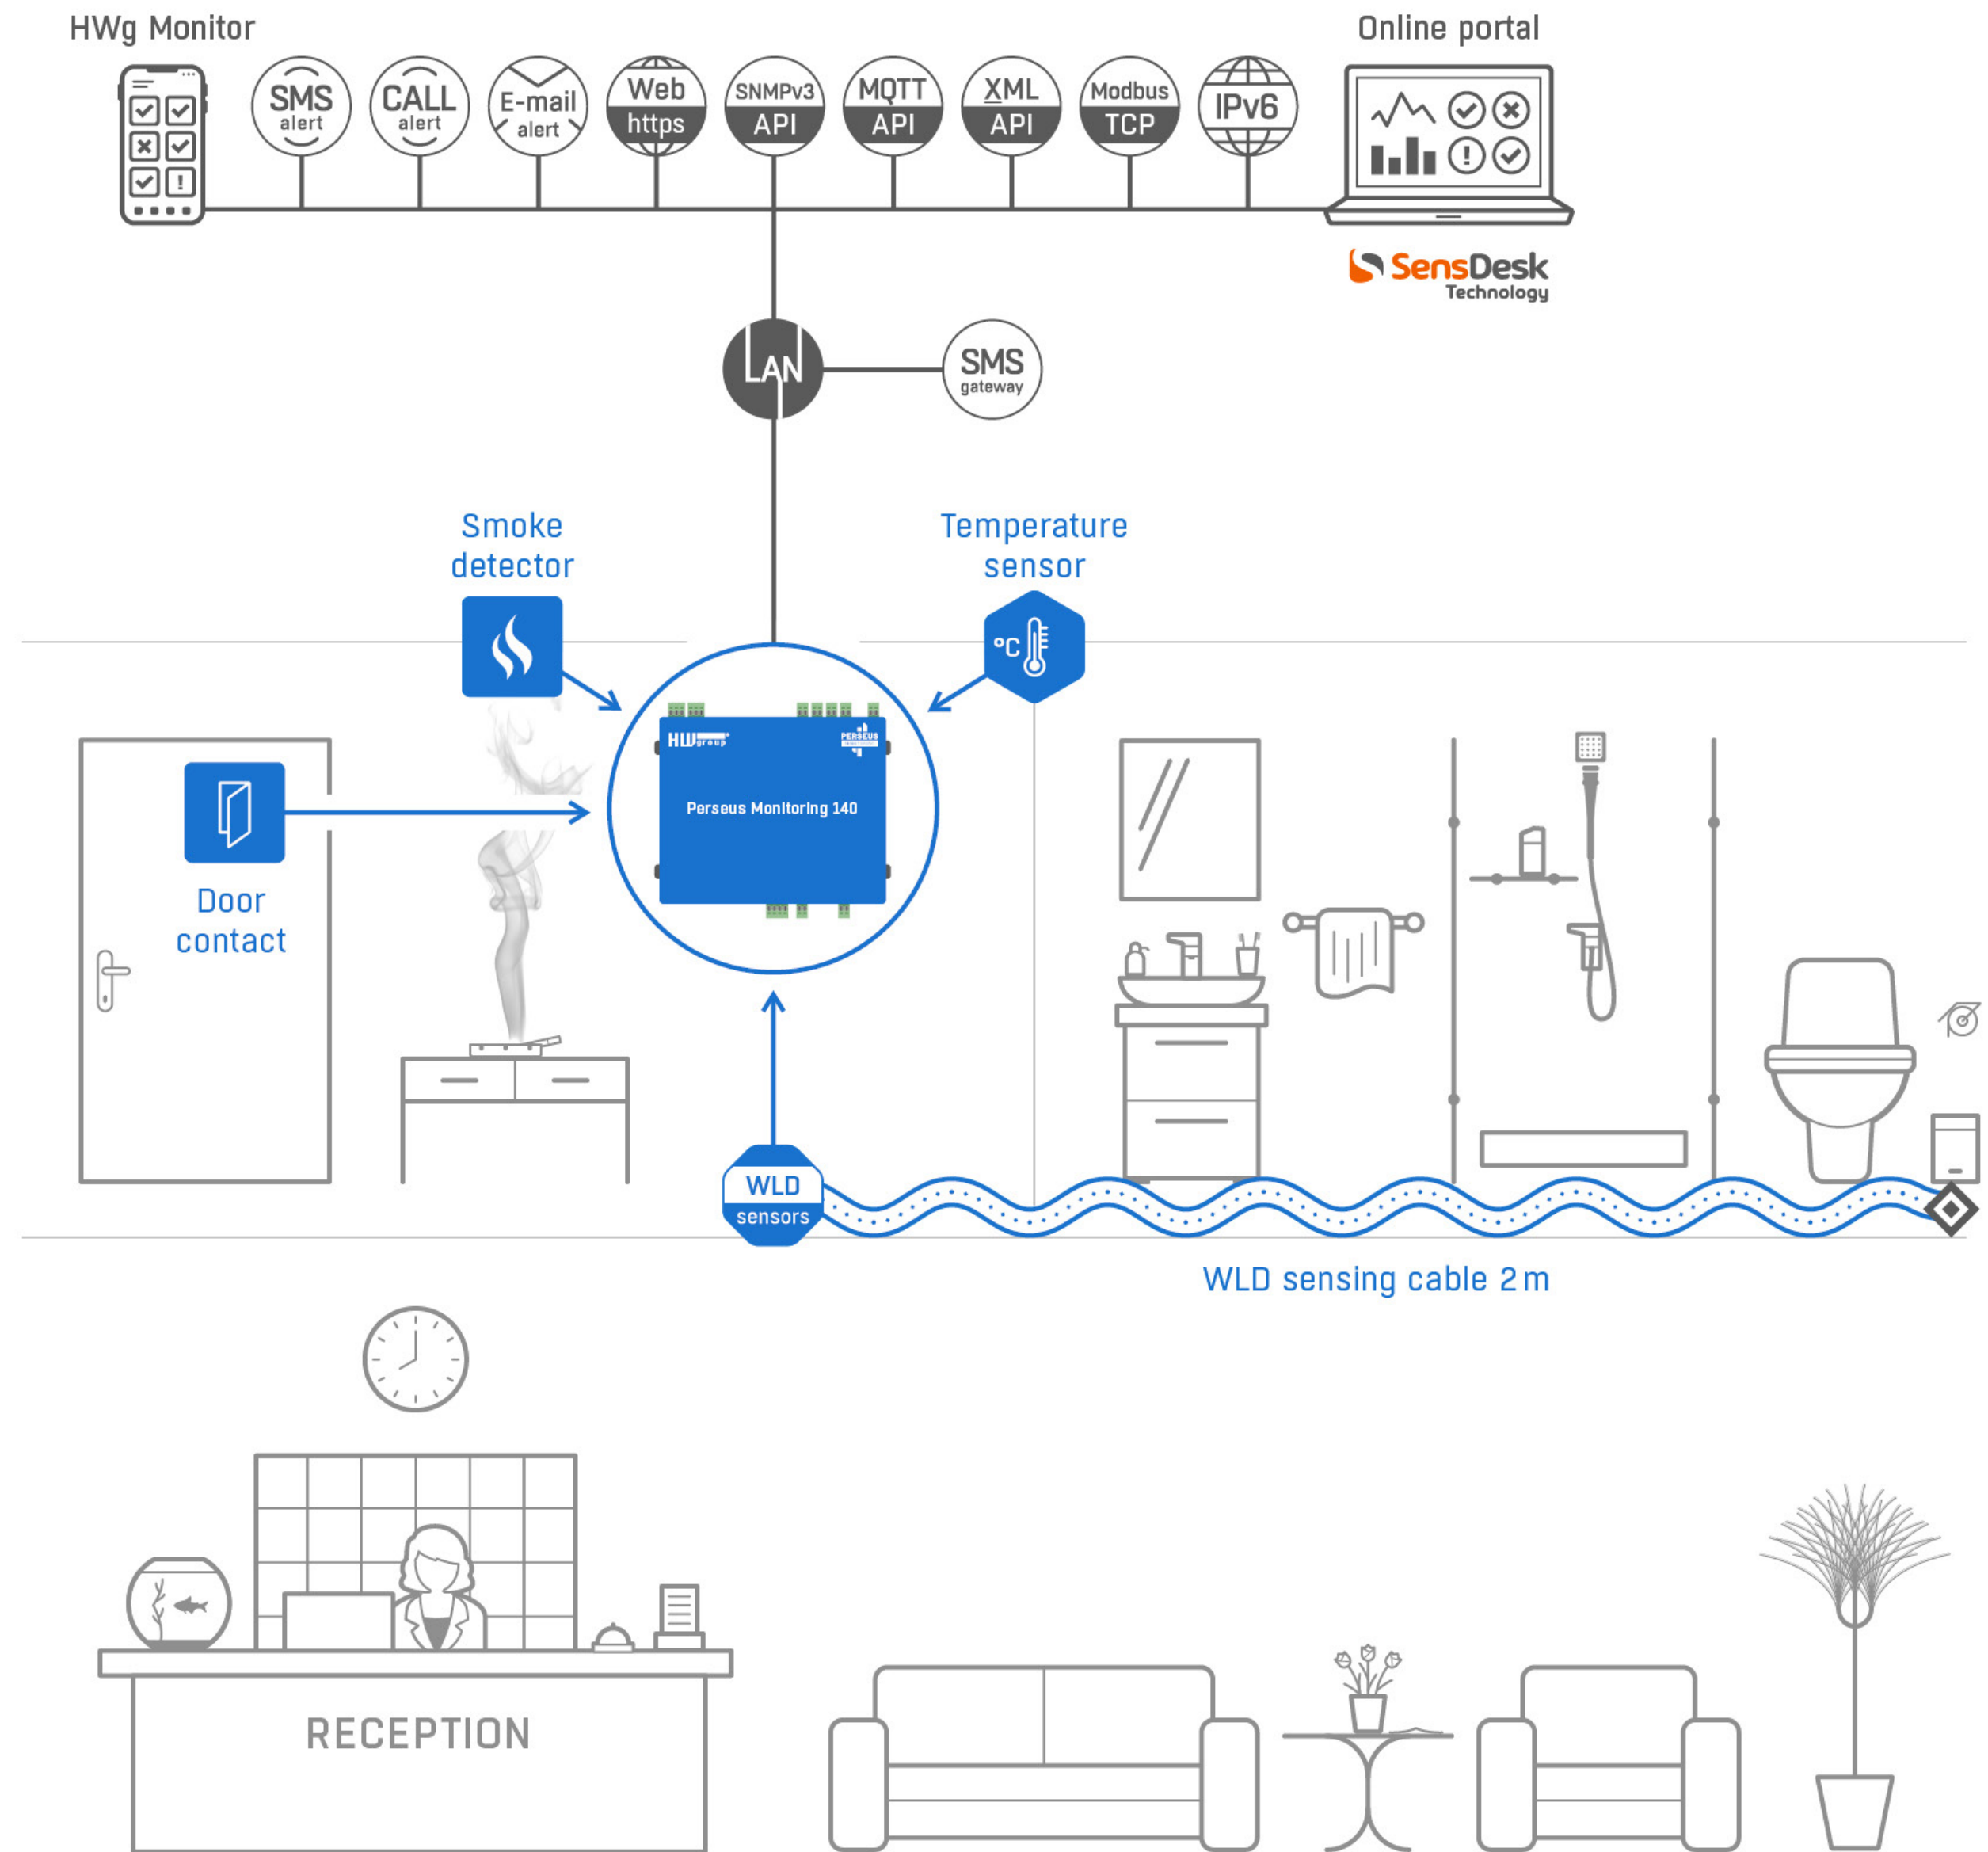 HWg Monitor
Online portal
SMS
alert
CALL
alert
E-mail
alert
Web
https
SNMPv3
API
MQTT
API
XML
API
Modbus
TCP
IPv6
SensDesk
Technology
LAN
SMS
gateway
Smoke
detector
Temperature
sensor
°C
HWgroup
PERSEUS
Perseus Monitoring 140
Door
contact
WLD
sensors
WLD sensing cable 2 m
RECEPTION